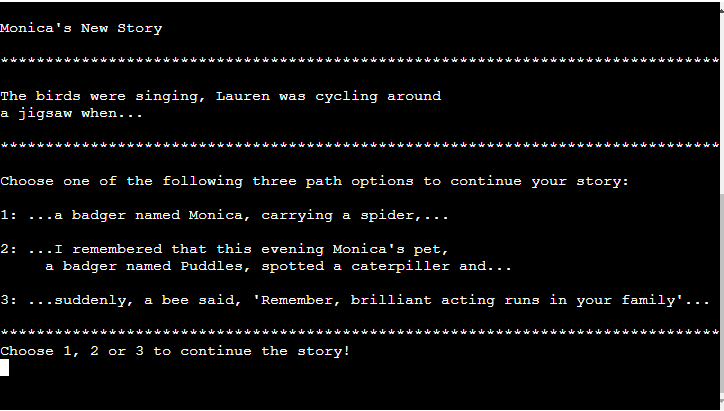 Monica's New Story
********************************************************************************
The birds were singing, Lauren was cycling around
a jigsaw when...
********************************************************************************
Choose one of the following three path options to continue your story:
1: ...a badger named Monica, carrying a spider,...
2: ...I remembered that this evening Monica's pet,
a badger named Puddles, spotted a caterpiller and...
3: ...suddenly, a bee said, 'Remember, brilliant acting runs in your family'...
********************************************************************************
Choose 1, 2 or 3 to continue the story!